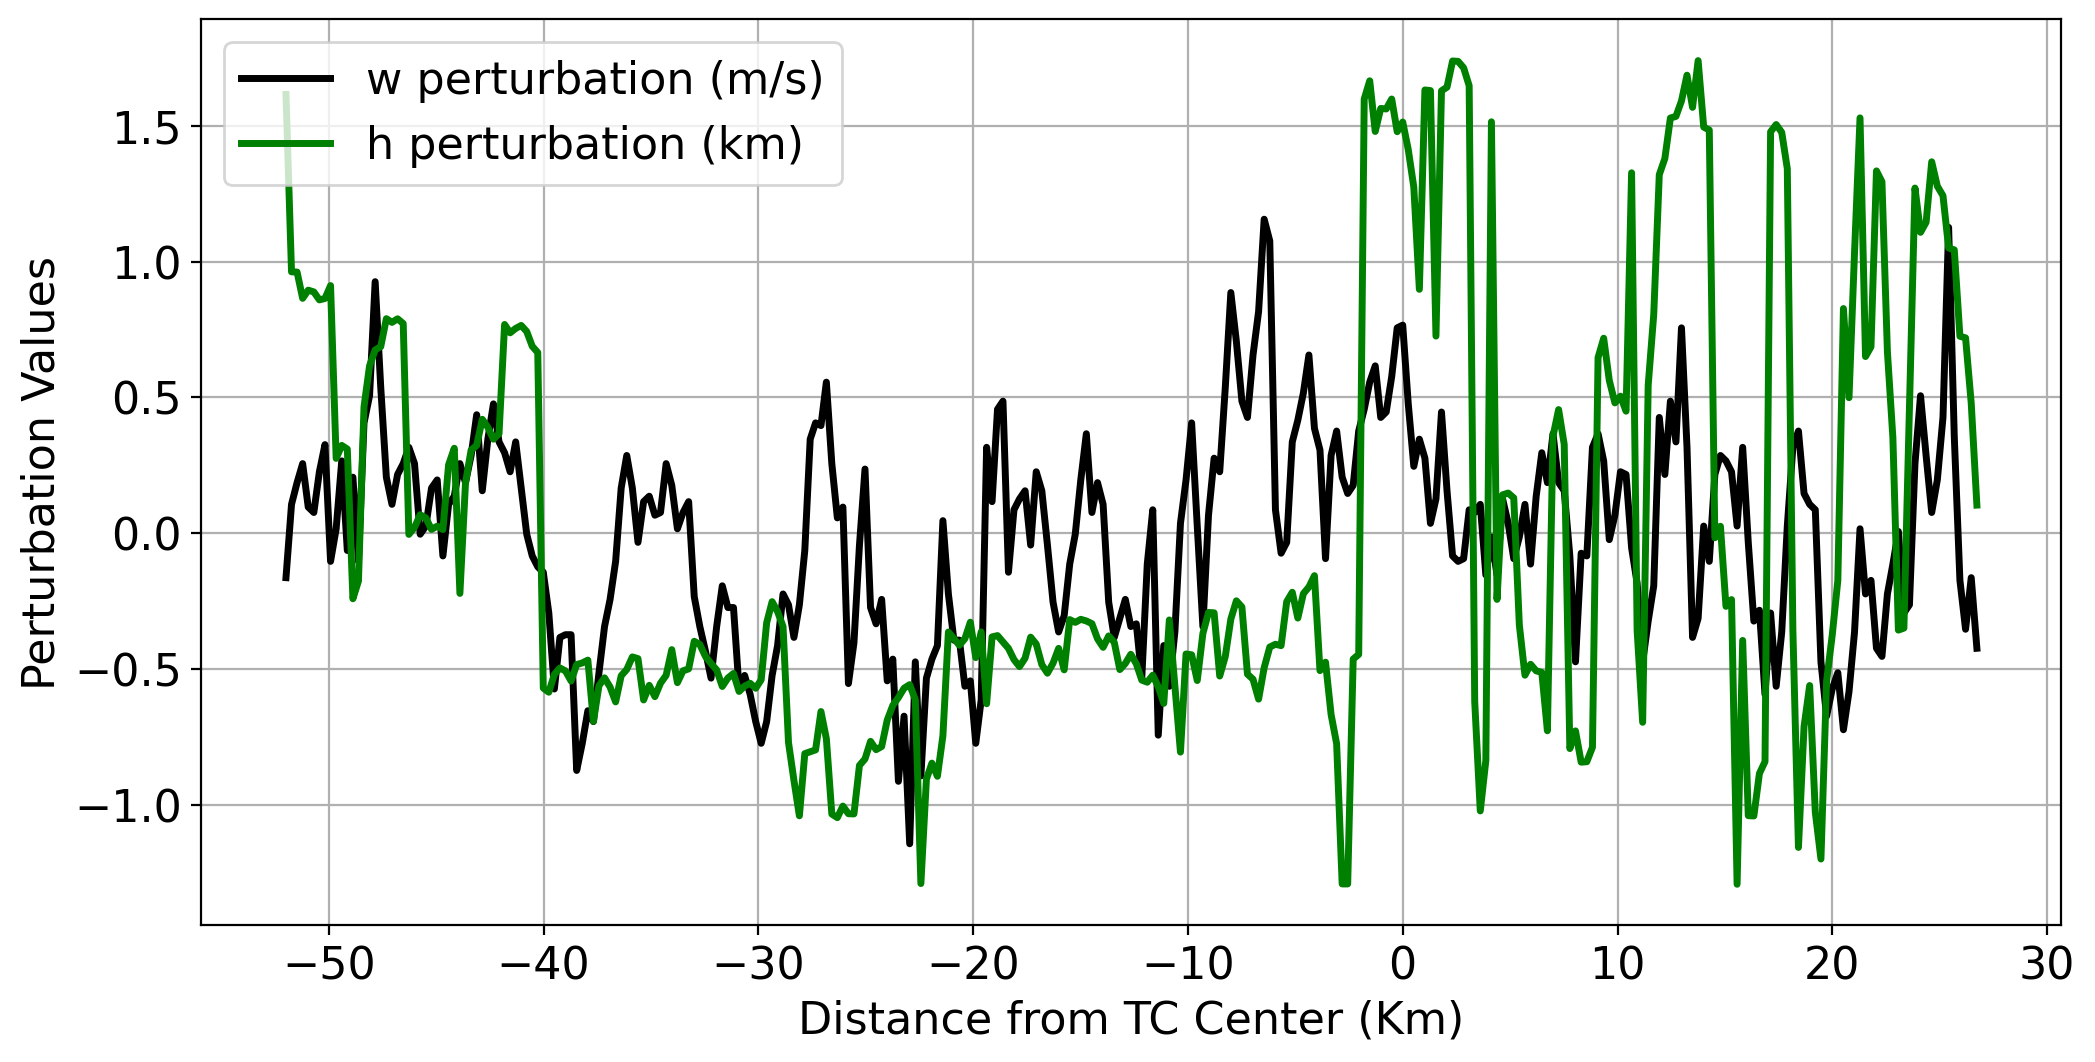 w perturbation (m/s)
h perturbation (km)
Perturbation Values
1.5
1.0
0.5
0.0
−0.5
−1.0
−50 −40 −30 −20 −10 0 10 20 30
Distance from TC Center (Km)